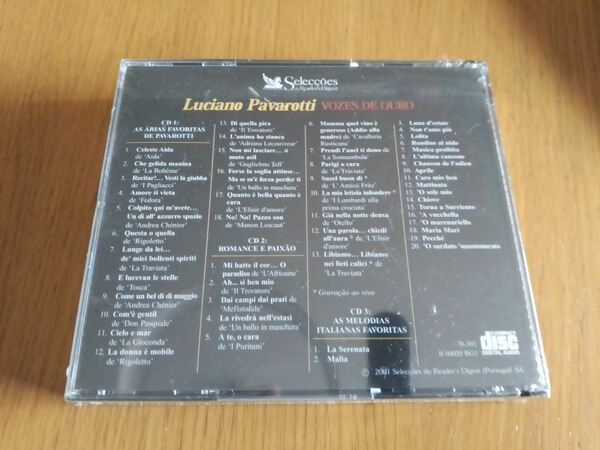 Selecções
do Reader's Digest
Luciano Pavarotti VOZES DE OURO
CD 1:
AS ÁRIAS FAVORITAS
DE PAVAROTTI
1. Celeste Aida
de 'Aida'
2. Che gelida manina
de 'La Bohème'
3. Recitar!... Vesti la giubba
de 'I Pagliacci'
4. Amore ti vieta
de 'Fedora'
5. Colpito qui m'avete...
Un di all' azzurro spazio
de 'Andrea Chénier'
6. Questa o quella
de 'Rigoletto'
7. Lunge da lei...
de' miei bollenti spiriti
de 'La Traviata'
8. E lucevan le stelle
de 'Tosca'
9. Come un bel di di maggio
de 'Andrea Chénier'
10. Com'è gentil
de 'Don Pasquale'
11. Cielo e mar
de 'La Gioconda'
12. La donna è mobile
de 'Rigoletto'
13. Di quella pira
de 'Il Trovatore'
14. L'anima ho stanca
de 'Adriana Lecouvreur'
15. Non mi lasciare... o
muto asil
de 'Guglielmo Tell'
16. Forse la soglia attinse...
Ma se m'è forza perder ti
de 'Un ballo in maschera'
17. Quanto è bella quanto è
cara
de 'L'Elisir d'amore'
18. No! No! Pazzo son
de 'Manon Lescaut'
CD 2:
ROMANCE E PAIXÃO
1. Mi batte il cor... O
paradiso de 'L'Africaine'
2. Ah... si ben mio
de 'Il Trovatore'
3. Dai campi dai prati de
'Mefistofele'
4. La rivedrà nell'estasi
de 'Un ballo in maschera'
5. A te, o cara
de 'I Puritani'
6. Mamma quel vino è
generoso (Addio alla
madre) de 'Cavalleria
Rusticana'
7. Prendi l'anel ti dono de
'La Sonnambula'
8. Parigi o cara
de 'La Traviata'
9. Suzel buon di *
de 'L' Amico Fritz'
10. La mia letizia infondere *
de 'I Lombardi alla
prima crociata'
11. Già nella notte densa
de 'Otello'
12. Una parola... chiedi
all'aura * de 'L'Elisir
d'amore'
13. Libiamo... Libiamo
nei lieti calici * de
'La Traviata'
* Gravação ao vivo
CD 3:
AS MELODIAS
ITALIANAS FAVORITAS
1. La Serenata
2. Malia
3. Luna d'estate
4. Non t'amo più
5. Lolita
6. Rondine al nido
7. Musica proibita
8. L'ultima canzone
9. Chanson de l'adieu
10. Aprile
11. Caro mio ben
12. Mattinata
13. 'O sole mio
14. Chiove
15. Torna a Surriento
16. 'A vucchella
17. 'O marenariello
18. Maria Mari
19. Pecchè
20. 'O surdato 'nnammurato
COMPACT
disc
DIGITAL AUDIO
B 00025 BG3
© 2001 Selecções do Reader's Digest (Portugal) SA